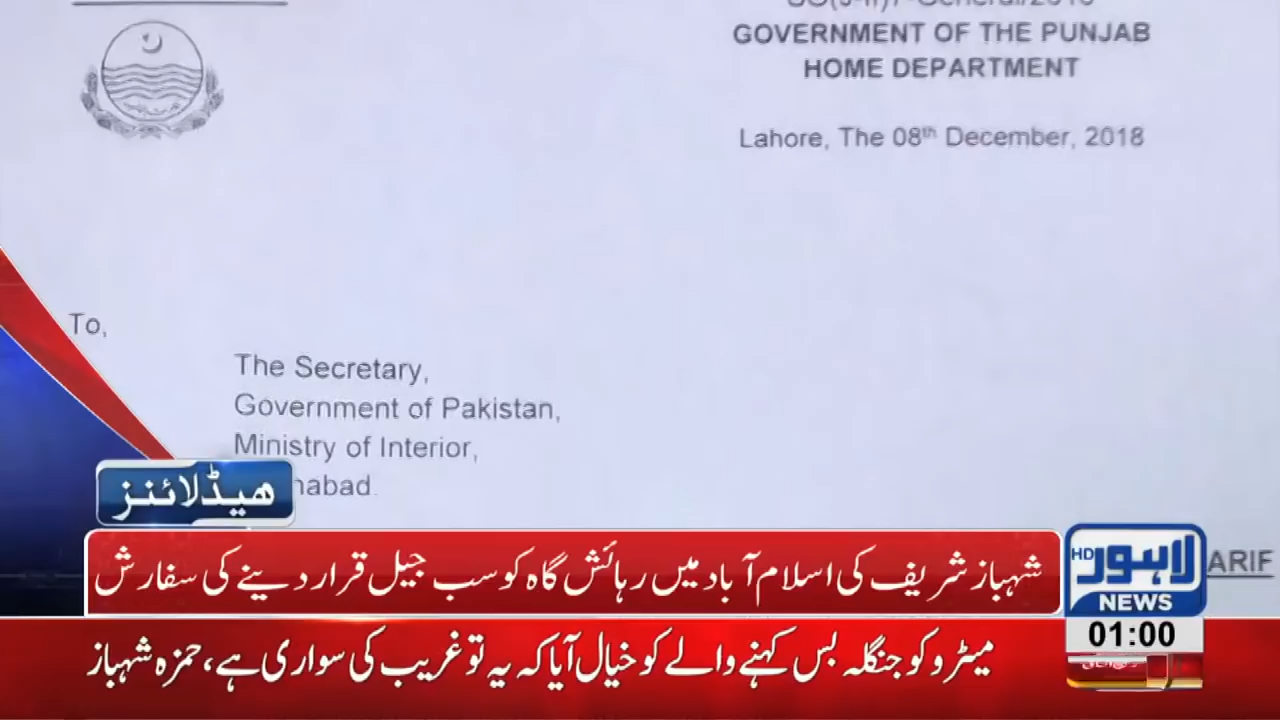 GOVERNMENT OF THE PUNJAB
HOME DEPARTMENT
Lahore, The 08th December, 2018
To,
The Secretary,
Government of Pakistan,
Ministry of Interior,
ہیڈلائنز
شہباز شریف کی اسلام آباد میں رہائش گاہ کو سب جیل قرار دینے کی سفارش
ARIF
لاہور HD
NEWS
01:00
میٹرو کو جنگلہ بس کہنے والے کو خیال آیا کہ یہ تو غریب کی سواری ہے، حمزہ شہباز